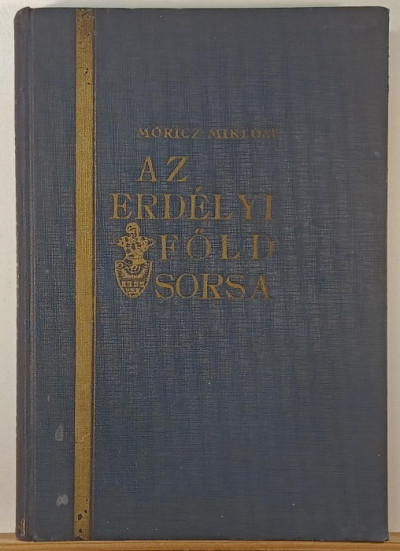 MÓRICZ MIKLÓS
AZ
ERDÉLYI
FÖLD
SORSA